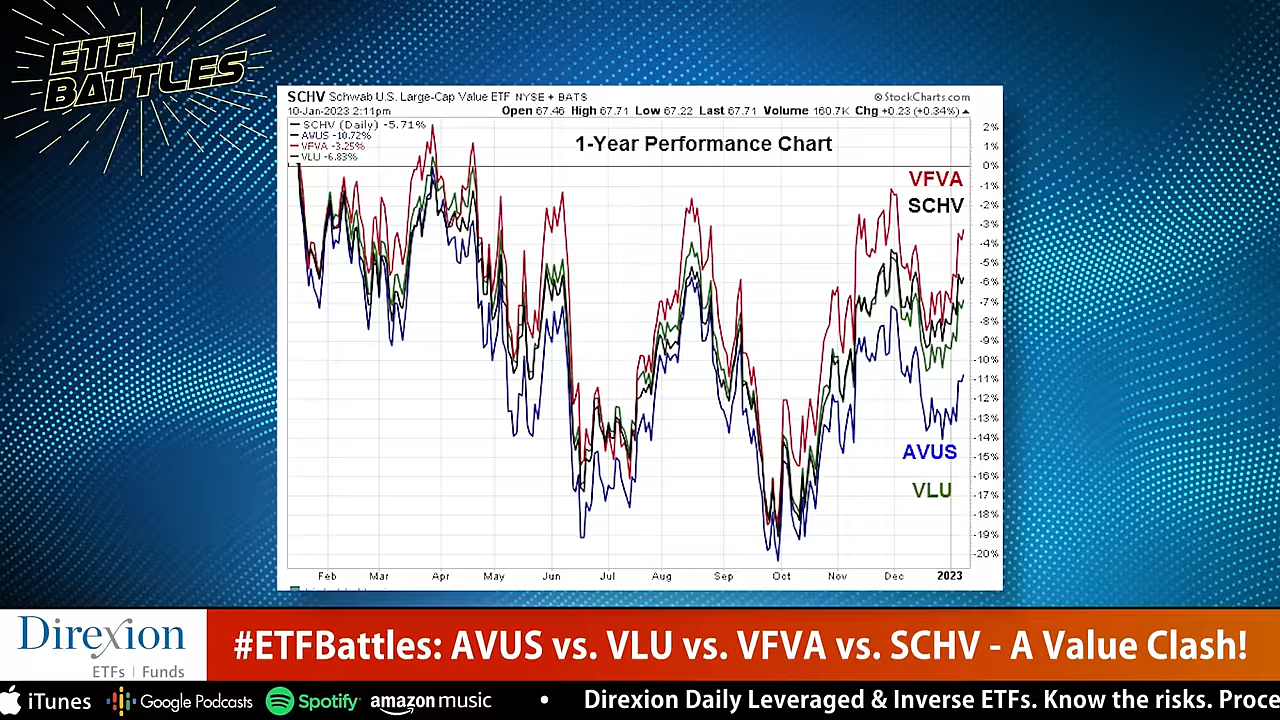 ETF
BATTLES
SCHV Schwab U.S. Large-Cap Value ETF NYSE + BATS
© StockCharts.com
10-Jan-2023 2:11pm
Open 67.46 High 67.71 Low 67.22 Last 67.71 Volume 160.7K Chg +0.23 (+0.34%)
SCHV (Daily) -5.71%
AVUS -10.72%
VFVA -3.25%
VLU -6.83%
1-Year Performance Chart
2%
1%
0%
-1%
-2%
-3%
-4%
-5%
-6%
-7%
-8%
-9%
-10%
-11%
-12%
-13%
-14%
-15%
-16%
-17%
-18%
-19%
-20%
VFVA
SCHV
AVUS
VLU
Feb Mar Apr May Jun Jul Aug Sep Oct Nov Dec 2023
Direxion
ETFs | Funds
#ETFBattles: AVUS vs. VLU vs. VFVA vs. SCHV - A Value Clash!
iTunes Google Podcasts Spotify amazon music • Direxion Daily Leveraged & Inverse ETFs. Know the risks. Proce